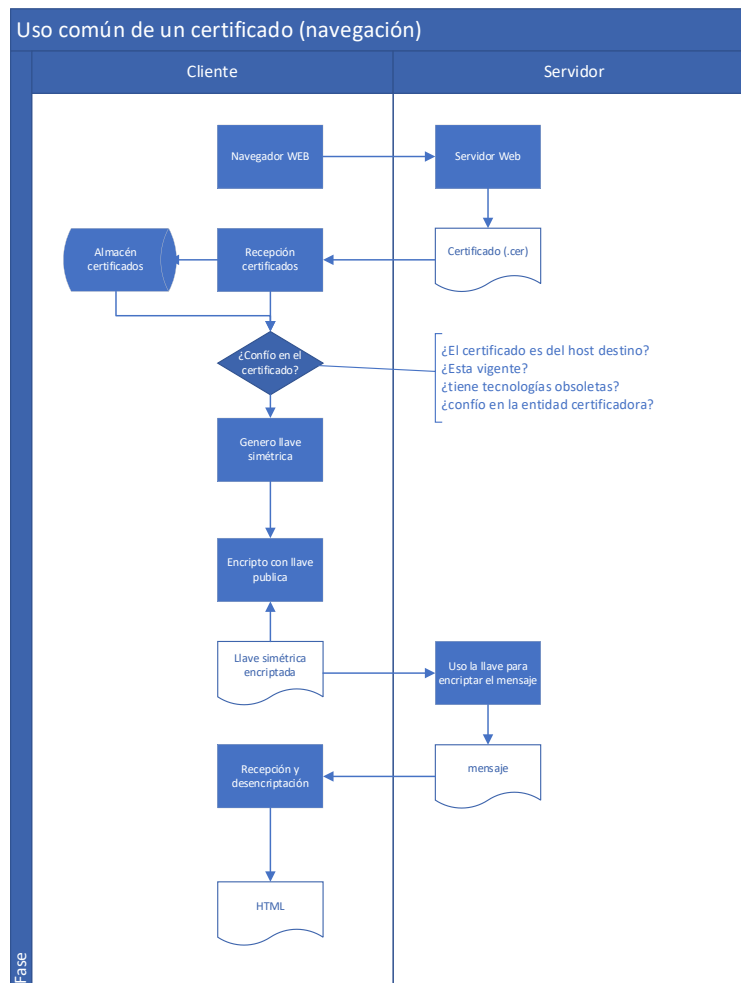 Uso común de un certificado (navegación)
Cliente
Servidor
Navegador WEB
Servidor Web
Almacén
certificados
Recepción
certificados
Certificado (.cer)
¿Confío en el
certificado?
¿El certificado es del host destino?
¿Esta vigente?
¿tiene tecnologías obsoletas?
¿confío en la entidad certificadora?
Genero llave
simétrica
Encripto con llave
publica
Llave simétrica
encriptada
Uso la llave para
encriptar el mensaje
Recepción y
desencriptación
mensaje
HTML
Fase